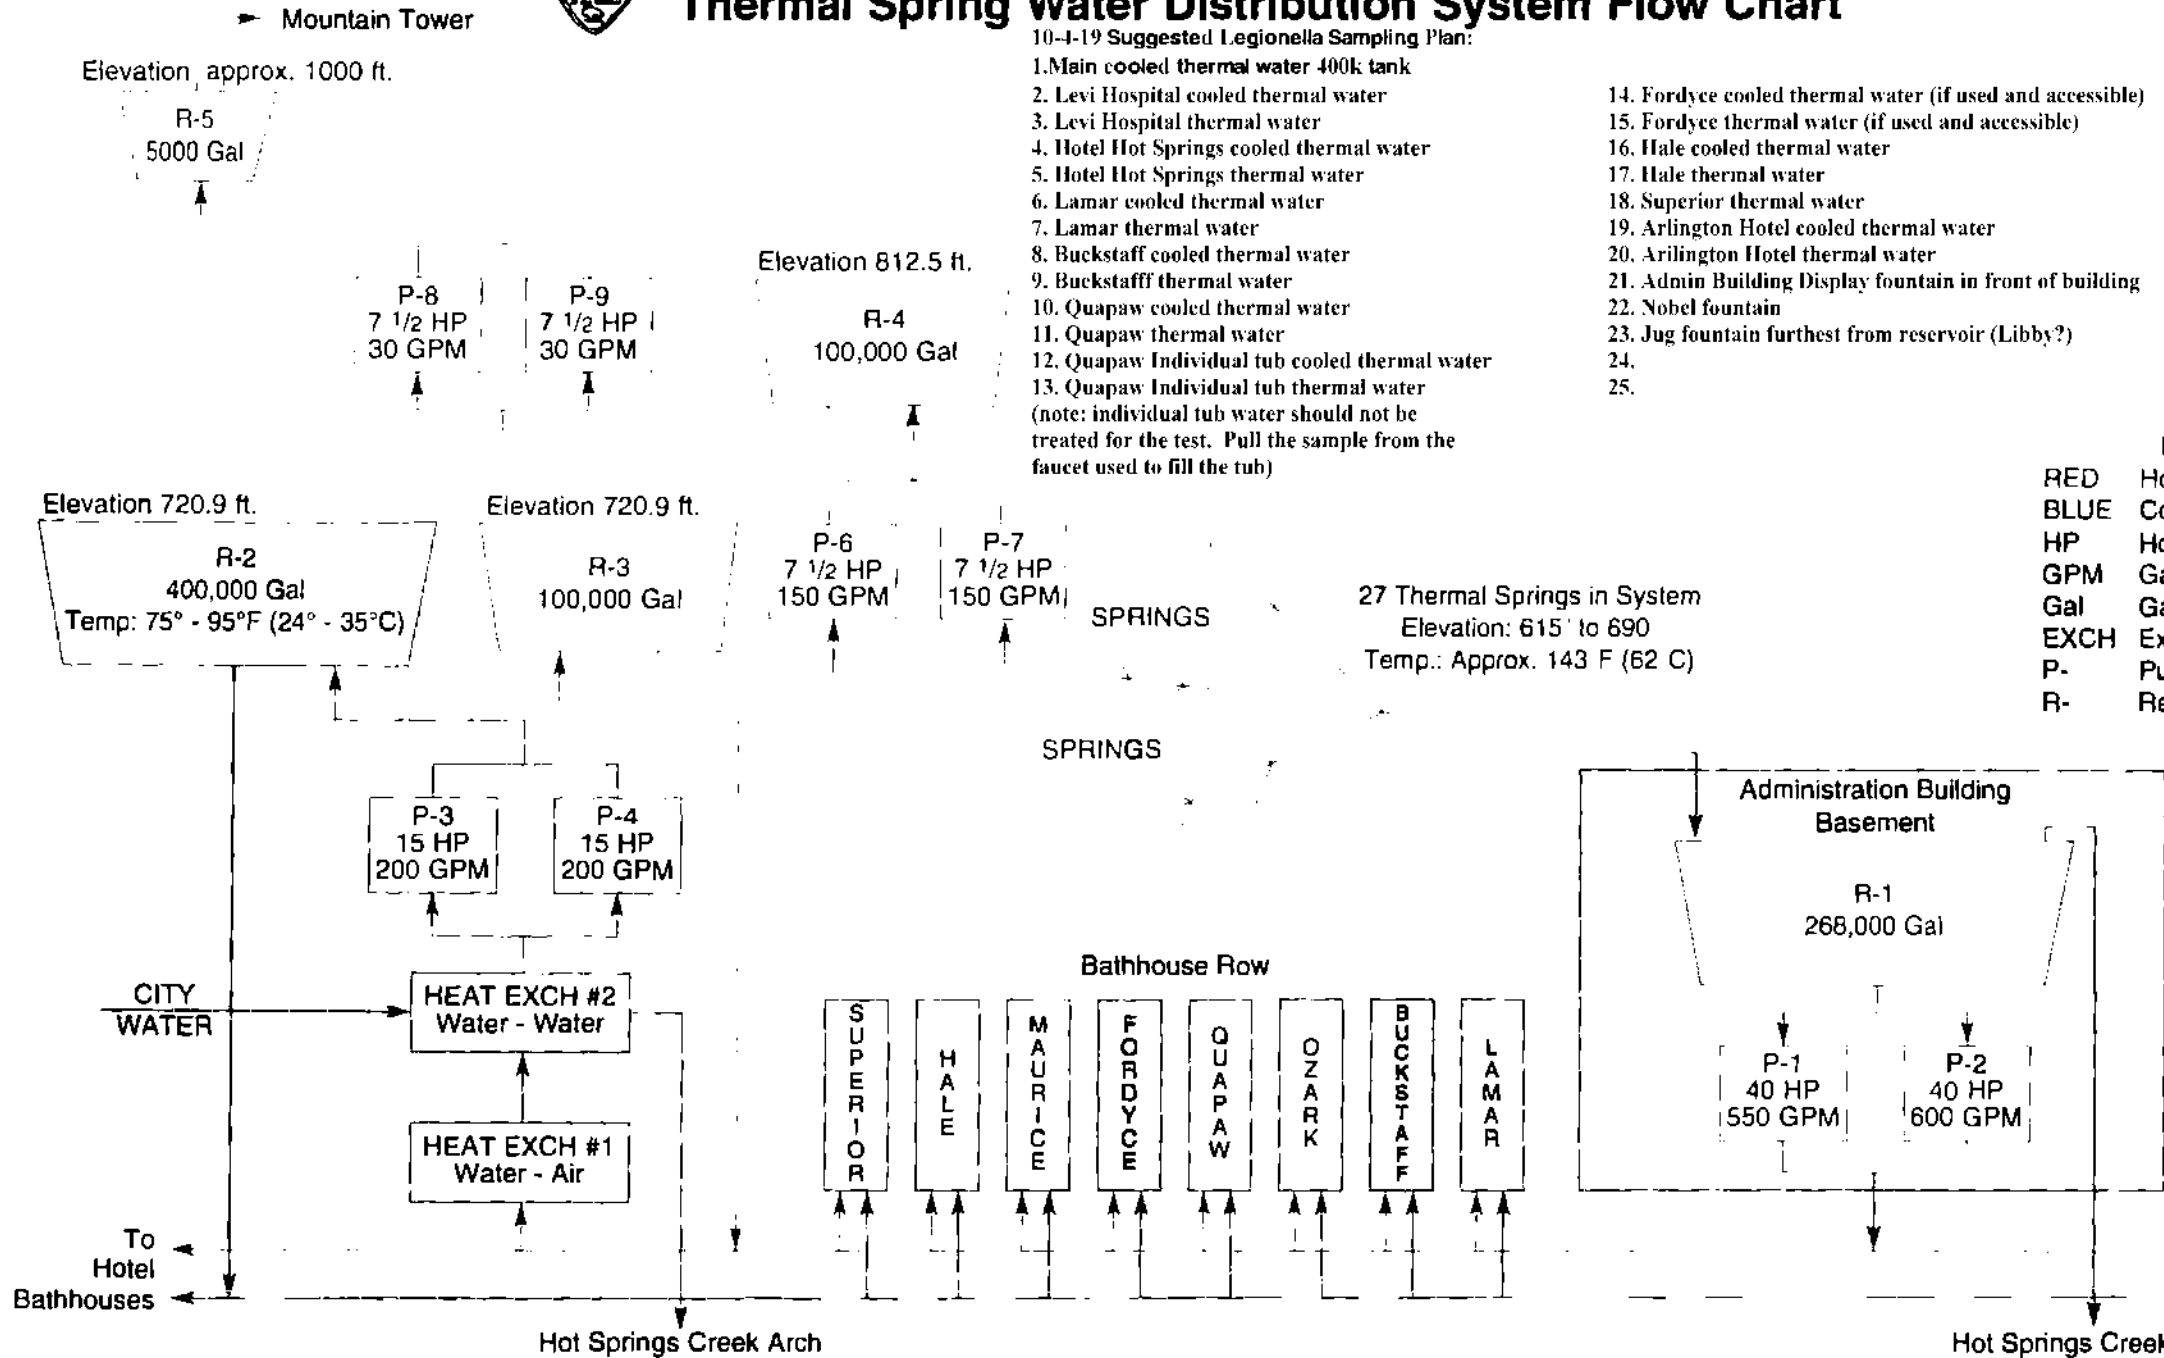 Mountain Tower
Thermal Spring Water Distribution System Flow Chart
10-4-19 Suggested Legionella Sampling Plan:
1.Main cooled thermal water 400k tank
2. Levi Hospital cooled thermal water
3. Levi Hospital thermal water
4. Hotel Hot Springs cooled thermal water
5. Hotel Hot Springs thermal water
6. Lamar cooled thermal water
7. Lamar thermal water
8. Buckstaff cooled thermal water
9. Buckstafff thermal water
10. Quapaw cooled thermal water
11. Quapaw thermal water
12. Quapaw Individual tub cooled thermal water
13. Quapaw Individual tub thermal water
(note: individual tub water should not be
treated for the test. Pull the sample from the
faucet used to fill the tub)
14. Fordyce cooled thermal water (if used and accessible)
15. Fordyce thermal water (if used and accessible)
16. Hale cooled thermal water
17. Hale thermal water
18. Superior thermal water
19. Arlington Hotel cooled thermal water
20. Arilington Hotel thermal water
21. Admin Building Display fountain in front of building
22. Nobel fountain
23. Jug fountain furthest from reservoir (Libby?)
24.
25.
Elevation approx. 1000 ft.
R-5
5000 Gal
P-8
7 1/2 HP
30 GPM
P-9
7 1/2 HP
30 GPM
Elevation 812.5 ft.
R-4
100,000 Gal
RED
BLUE
HP
GPM
Gal
EXCH
P-
R-
Elevation 720.9 ft.
R-2
400,000 Gal
Temp: 75° - 95°F (24° - 35°C)
Elevation 720.9 ft.
R-3
100,000 Gal
P-6
7 1/2 HP
150 GPM
P-7
7 1/2 HP
150 GPM
SPRINGS
27 Thermal Springs in System
Elevation: 615' to 690
Temp.: Approx. 143 F (62 C)
SPRINGS
P-3
15 HP
200 GPM
P-4
15 HP
200 GPM
Administration Building
Basement
R-1
268,000 Gal
P-1
40 HP
550 GPM
P-2
40 HP
600 GPM
CITY
WATER
HEAT EXCH #2
Water - Water
HEAT EXCH #1
Water - Air
Bathhouse Row
SUPERIOR
HALE
MAURICE
FORDYCE
QUAPAW
OZARK
BUCKSTAFF
LAMAR
To
Hotel
Bathhouses
Hot Springs Creek Arch
Hot Springs Creek